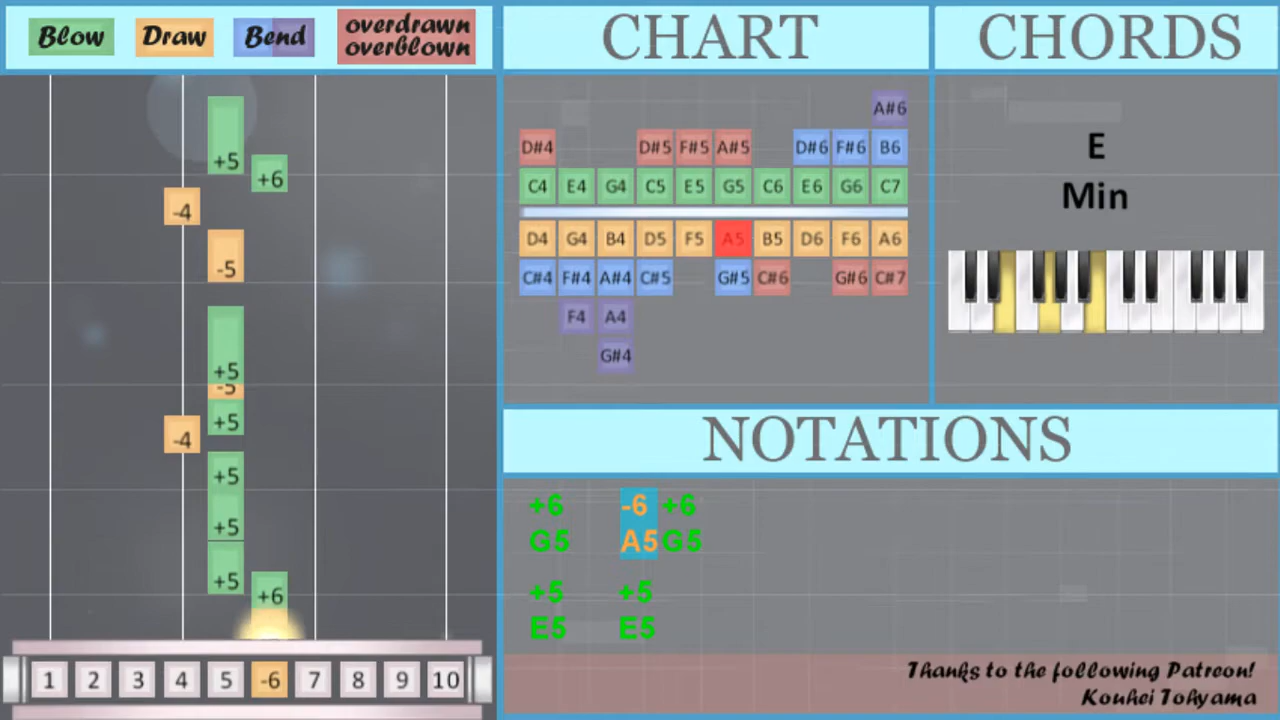 Blow Draw Bend overdrawn
overblown
CHART
CHORDS
+5
+6
-4
-5
+5
-5
+5
-4
+5
+5
+5
+6
1 2 3 4 5 -6 7 8 9 10
A#6
D#4 D#5 F#5 A#5 D#6 F#6 B6
C4 E4 G4 C5 E5 G5 C6 E6 G6 C7
D4 G4 B4 D5 F5 A5 B5 D6 F6 A6
C#4 F#4 A#4 C#5 G#5 C#6 G#6 C#7
F4 A4
G#4
E
Min
NOTATIONS
+6 -6 +6
G5 A5 G5
+5 +5
E5 E5
Thanks to the following Patreon!
Kouhei Tohyama